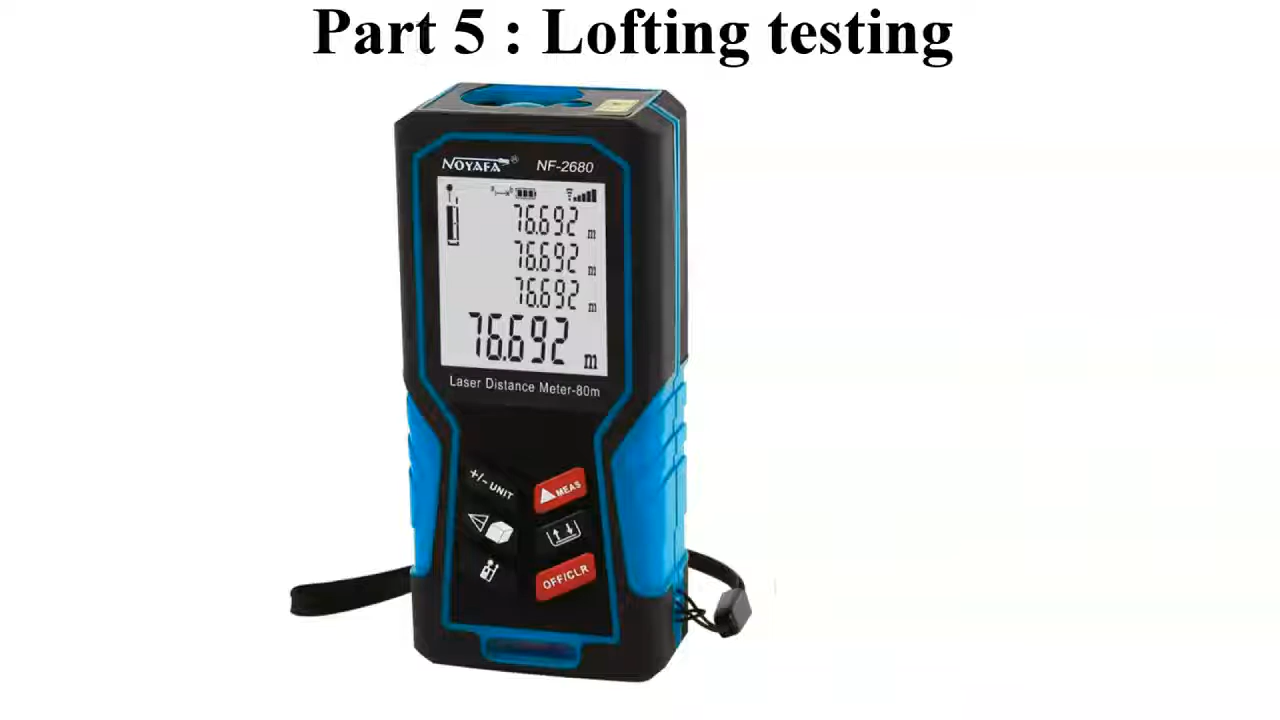 Part 5 : Lofting testing
NOYAFA® NF-2680
76.692 m
76.692 m
76.692 m
76.692 m
Laser Distance Meter-80m
+/- UNIT
MEAS
OFF/CLR